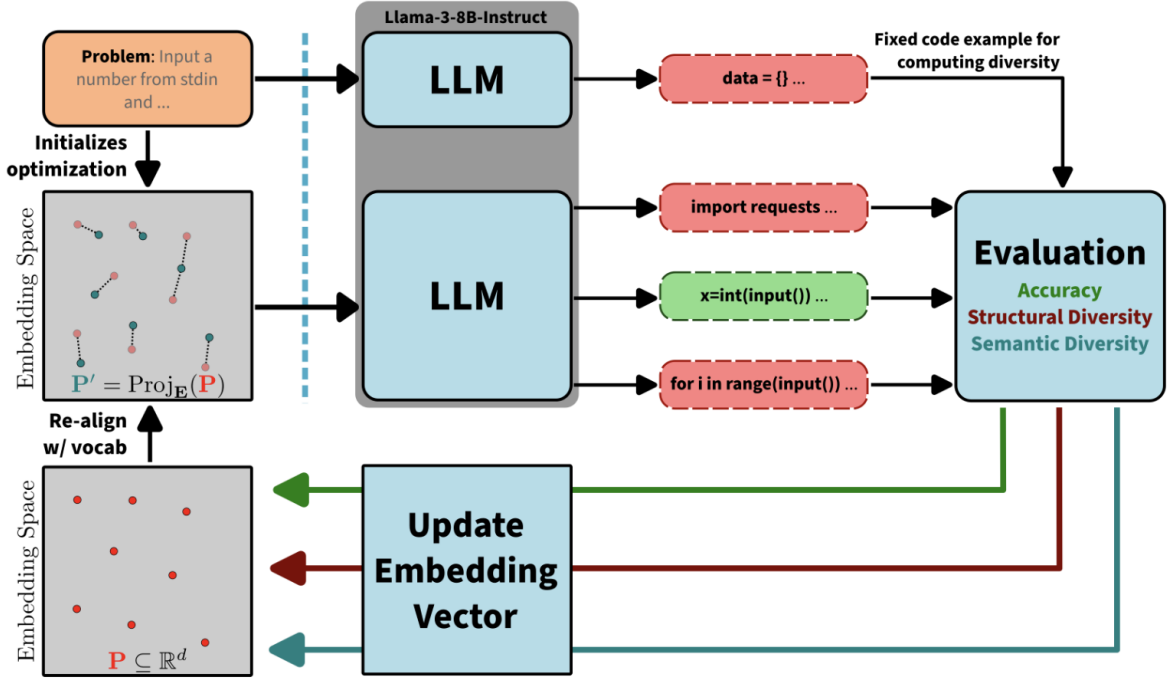 Llama-3-8B-Instruct
Problem: Input a
number from stdin
and ...
LLM
data = {} ...
Fixed code example for
computing diversity
Initializes
optimization
Embedding Space
P′ = Proj_E(P)
LLM
import requests ...
x=int(input()) ...
for i in range(input()) ...
Evaluation
Accuracy
Structural Diversity
Semantic Diversity
Re-align
w/ vocab
Embedding Space
P ⊆ ℝ^d
Update
Embedding
Vector